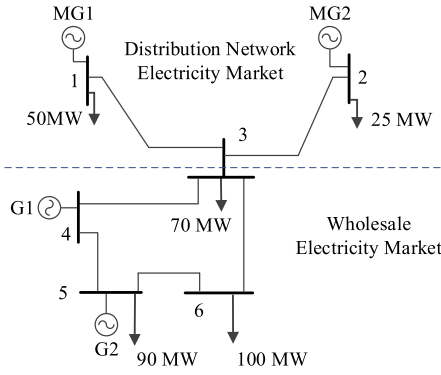 MG1
MG2
Distribution Network
Electricity Market
1
2
50MW
25 MW
3
G1
70 MW
4
Wholesale
Electricity Market
5
6
G2
90 MW
100 MW